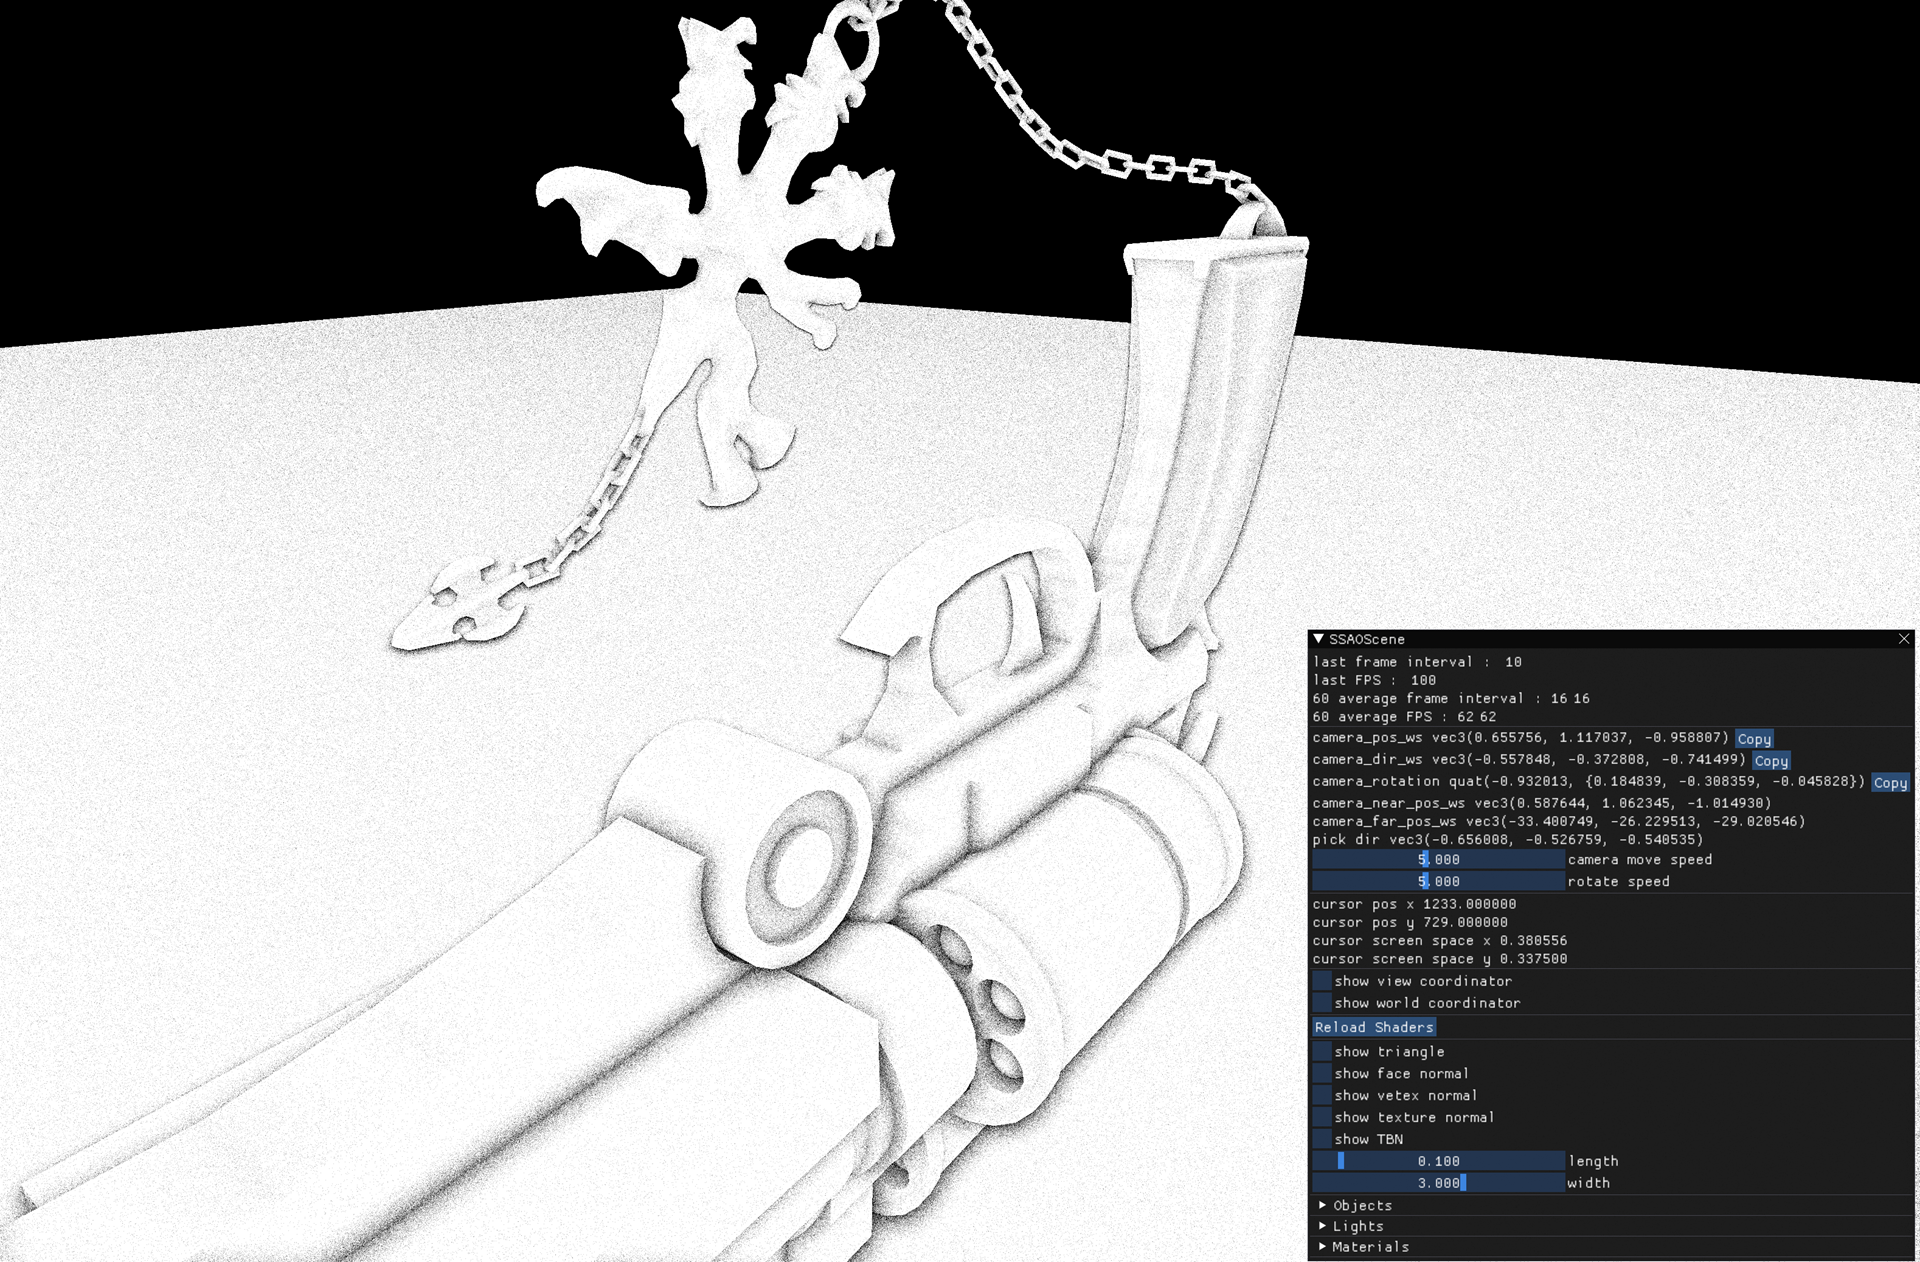 SSAOScene
last frame interval : 10
last FPS : 100
60 average frame interval : 16 16
60 average FPS : 62 62
camera_pos_ws vec3(0.655756, 1.117037, -0.958807) Copy
camera_dir_ws vec3(-0.557848, -0.372808, -0.741499) Copy
camera_rotation quat(-0.932013, {0.184839, -0.308359, -0.045828}) Copy
camera_near_pos_ws vec3(0.587644, 1.062345, -1.014930)
camera_far_pos_ws vec3(-33.400749, -26.229513, -29.020546)
pick dir vec3(-0.656008, -0.526759, -0.540535)
5.000 camera move speed
5.000 rotate speed
cursor pos x 1233.000000
cursor pos y 729.000000
cursor screen space x 0.380556
cursor screen space y 0.337500
show view coordinator
show world coordinator
Reload Shaders
show triangle
show face normal
show vetex normal
show texture normal
show TBN
0.100 length
3.000 width
Objects
Lights
Materials